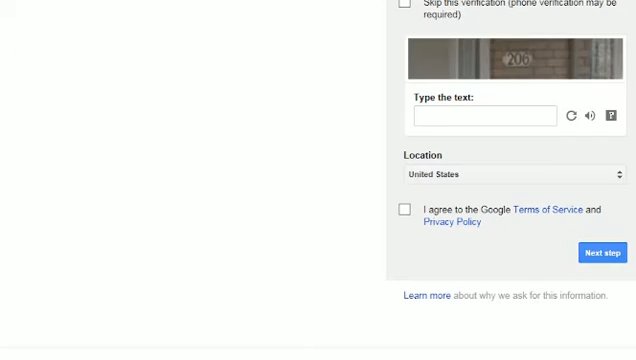 Skip this verification (phone verification may be
required)
206
Type the text:
Location
United States
I agree to the Google Terms of Service and
Privacy Policy
Next step
Learn more about why we ask for this information.